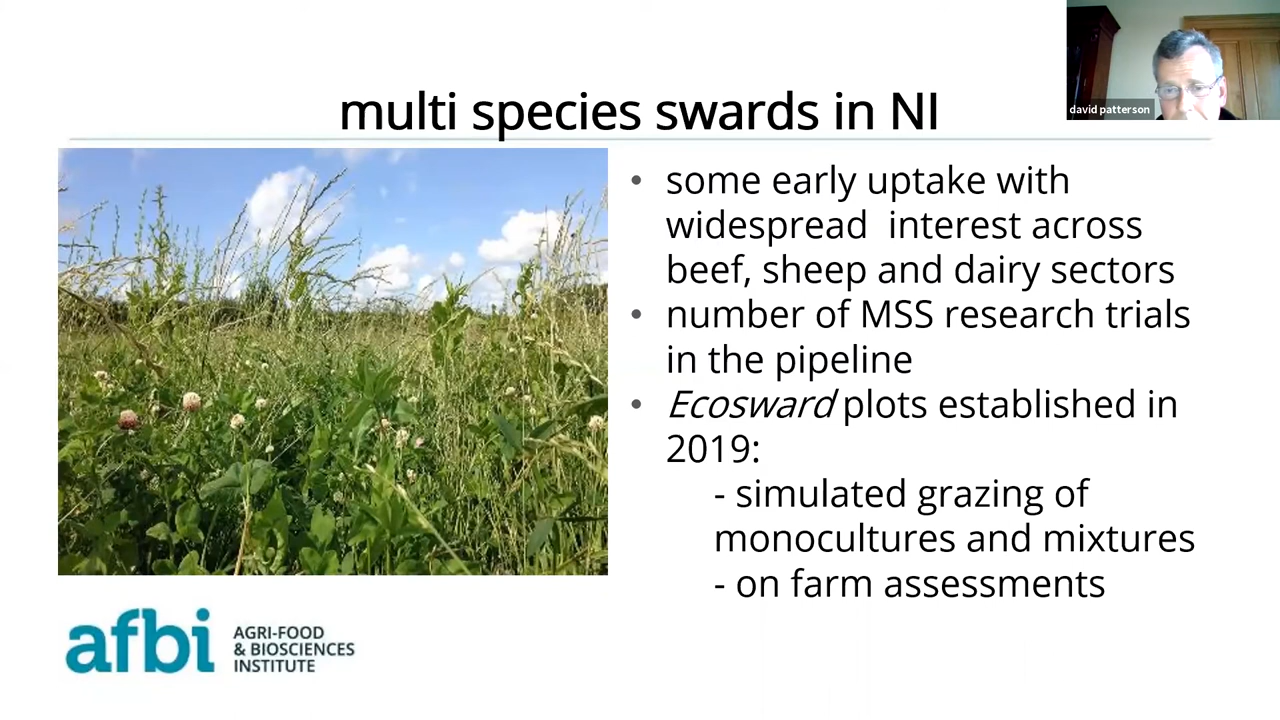 david patterson
multi species swards in NI
• some early uptake with
widespread interest across
beef, sheep and dairy sectors
• number of MSS research trials
in the pipeline
• Ecosward plots established in
2019:
- simulated grazing of
monocultures and mixtures
- on farm assessments
afbi
AGRI-FOOD
& BIOSCIENCES
INSTITUTE